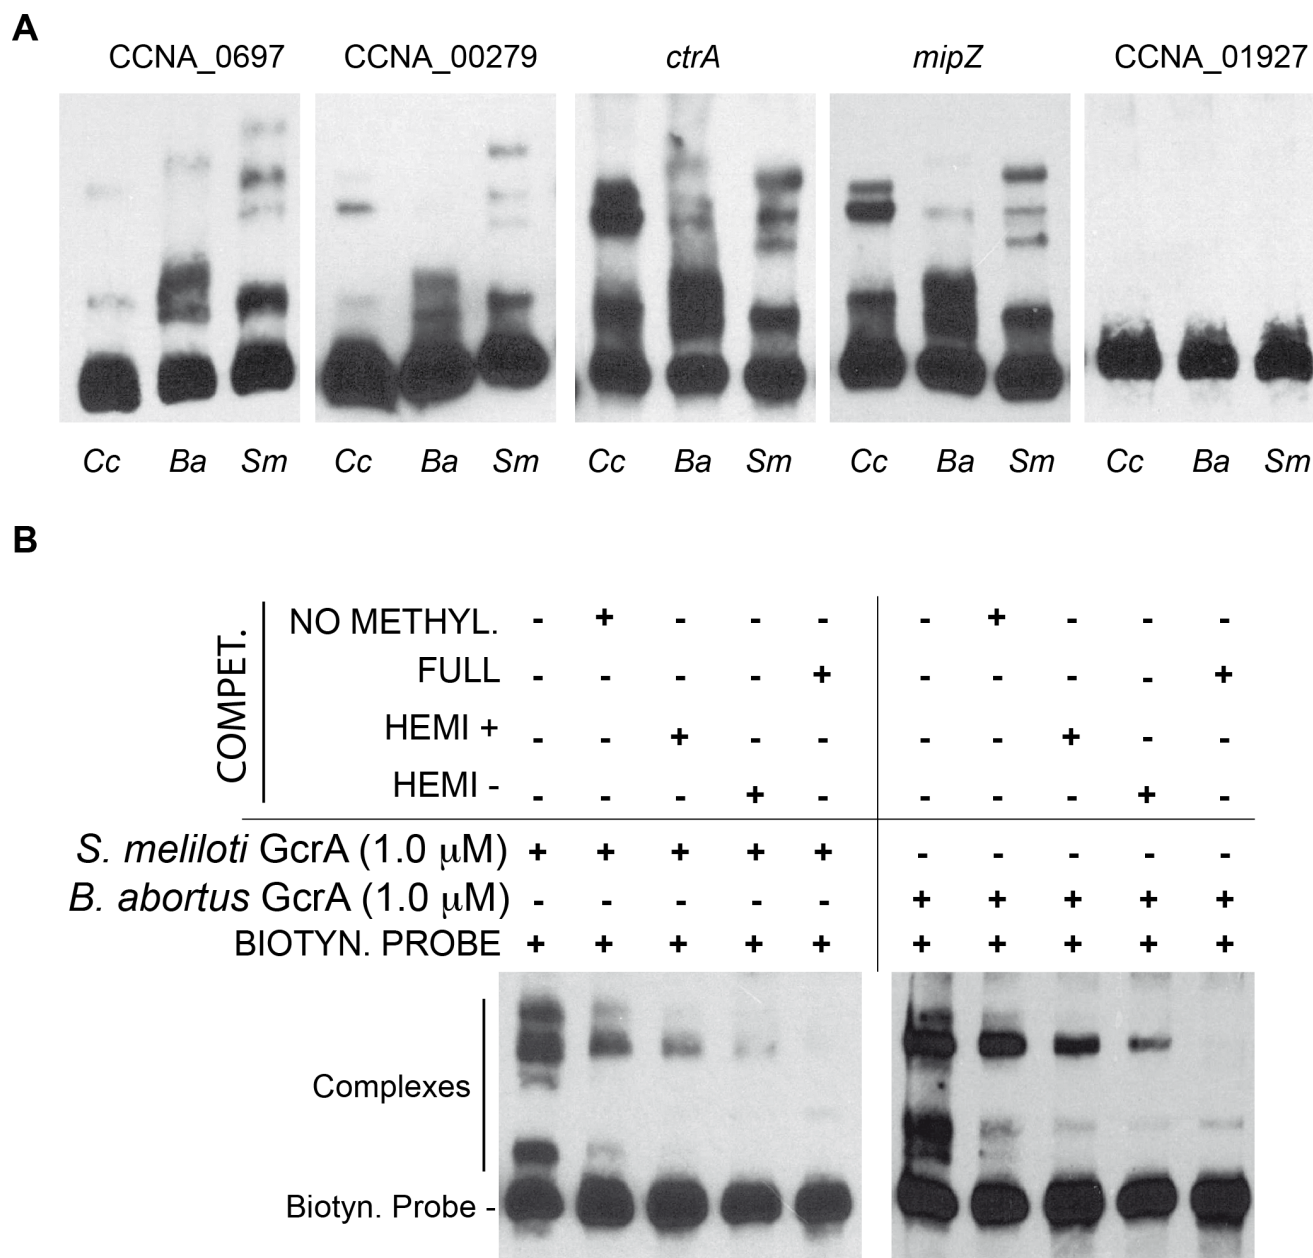 A
CCNA_0697 CCNA_00279 ctrA mipZ CCNA_01927
Cc Ba Sm Cc Ba Sm Cc Ba Sm Cc Ba Sm Cc Ba Sm
B
COMPET.
NO METHYL. - + - - - - + - - -
FULL - - - - + - - - - +
HEMI + - - + - - - - + - -
HEMI - - - - + - - - - + -
S. meliloti GcrA (1.0 μM) + + + + + - - - - -
B. abortus GcrA (1.0 μM) - - - - - + + + + +
BIOTYN. PROBE + + + + + + + + + +
Complexes
Biotyn. Probe -